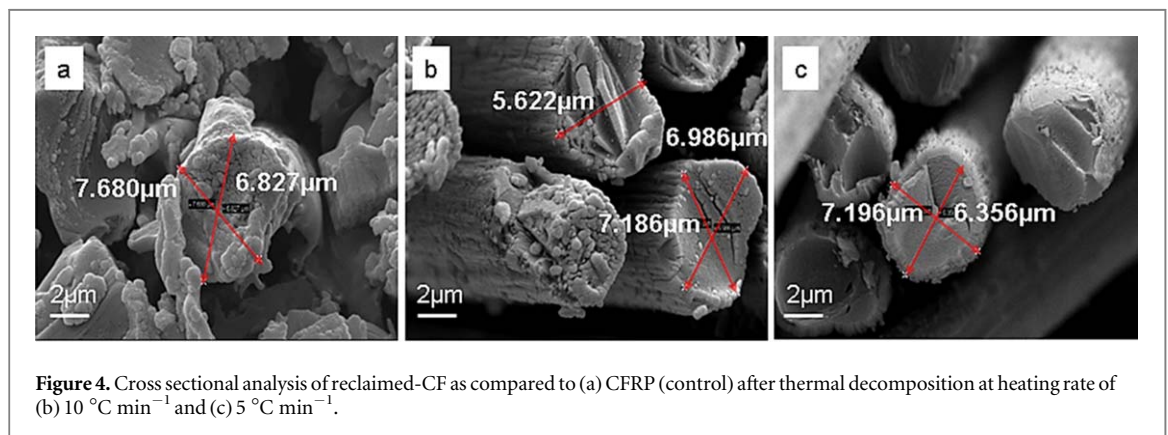 a
7.680µm
6.827µm
2µm
b
5.622µm
6.986µm
7.186µm
2µm
c
7.196µm
6.356µm
2µm
Figure 4. Cross sectional analysis of reclaimed-CF as compared to (a) CFRP (control) after thermal decomposition at heating rate of
(b) 10 °C min⁻¹ and (c) 5 °C min⁻¹.